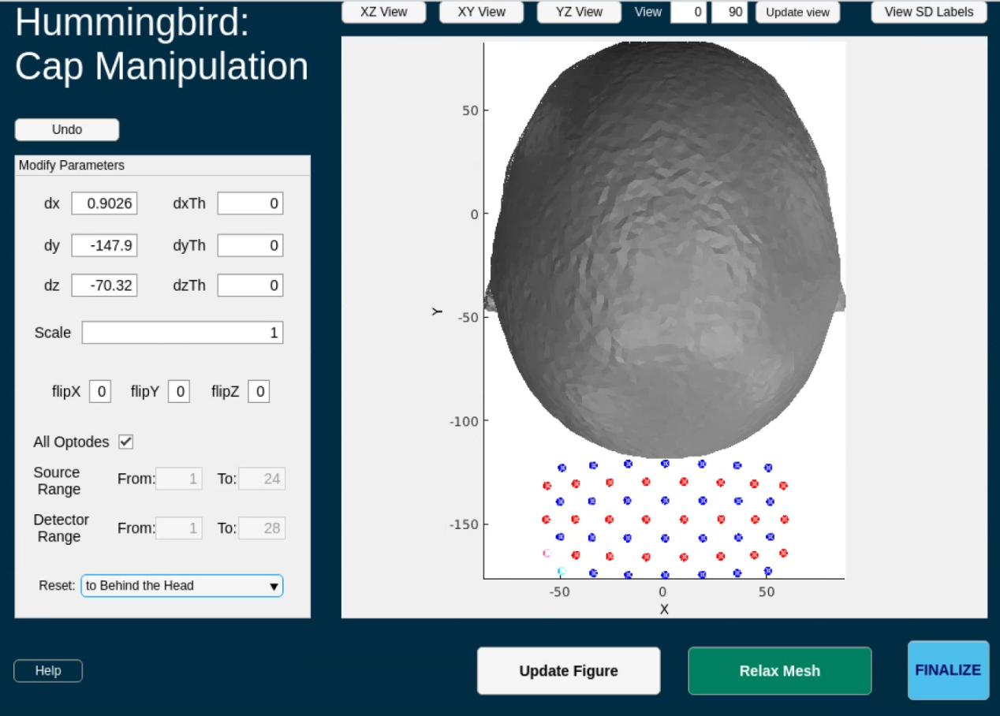 Hummingbird:
Cap Manipulation
XZ View XY View YZ View View 0 90 Update view View SD Labels
Undo
Modify Parameters
dx 0.9026 dxTh 0
dy -147.9 dyTh 0
dz -70.32 dzTh 0
Scale 1
flipX 0 flipY 0 flipZ 0
All Optodes
Source
Range
From: 1 To: 24
Detector
Range
From: 1 To: 28
Reset: to Behind the Head
50
0
-50
-100
-150
Y
-50 0 50
X
Help
Update Figure
Relax Mesh
FINALIZE